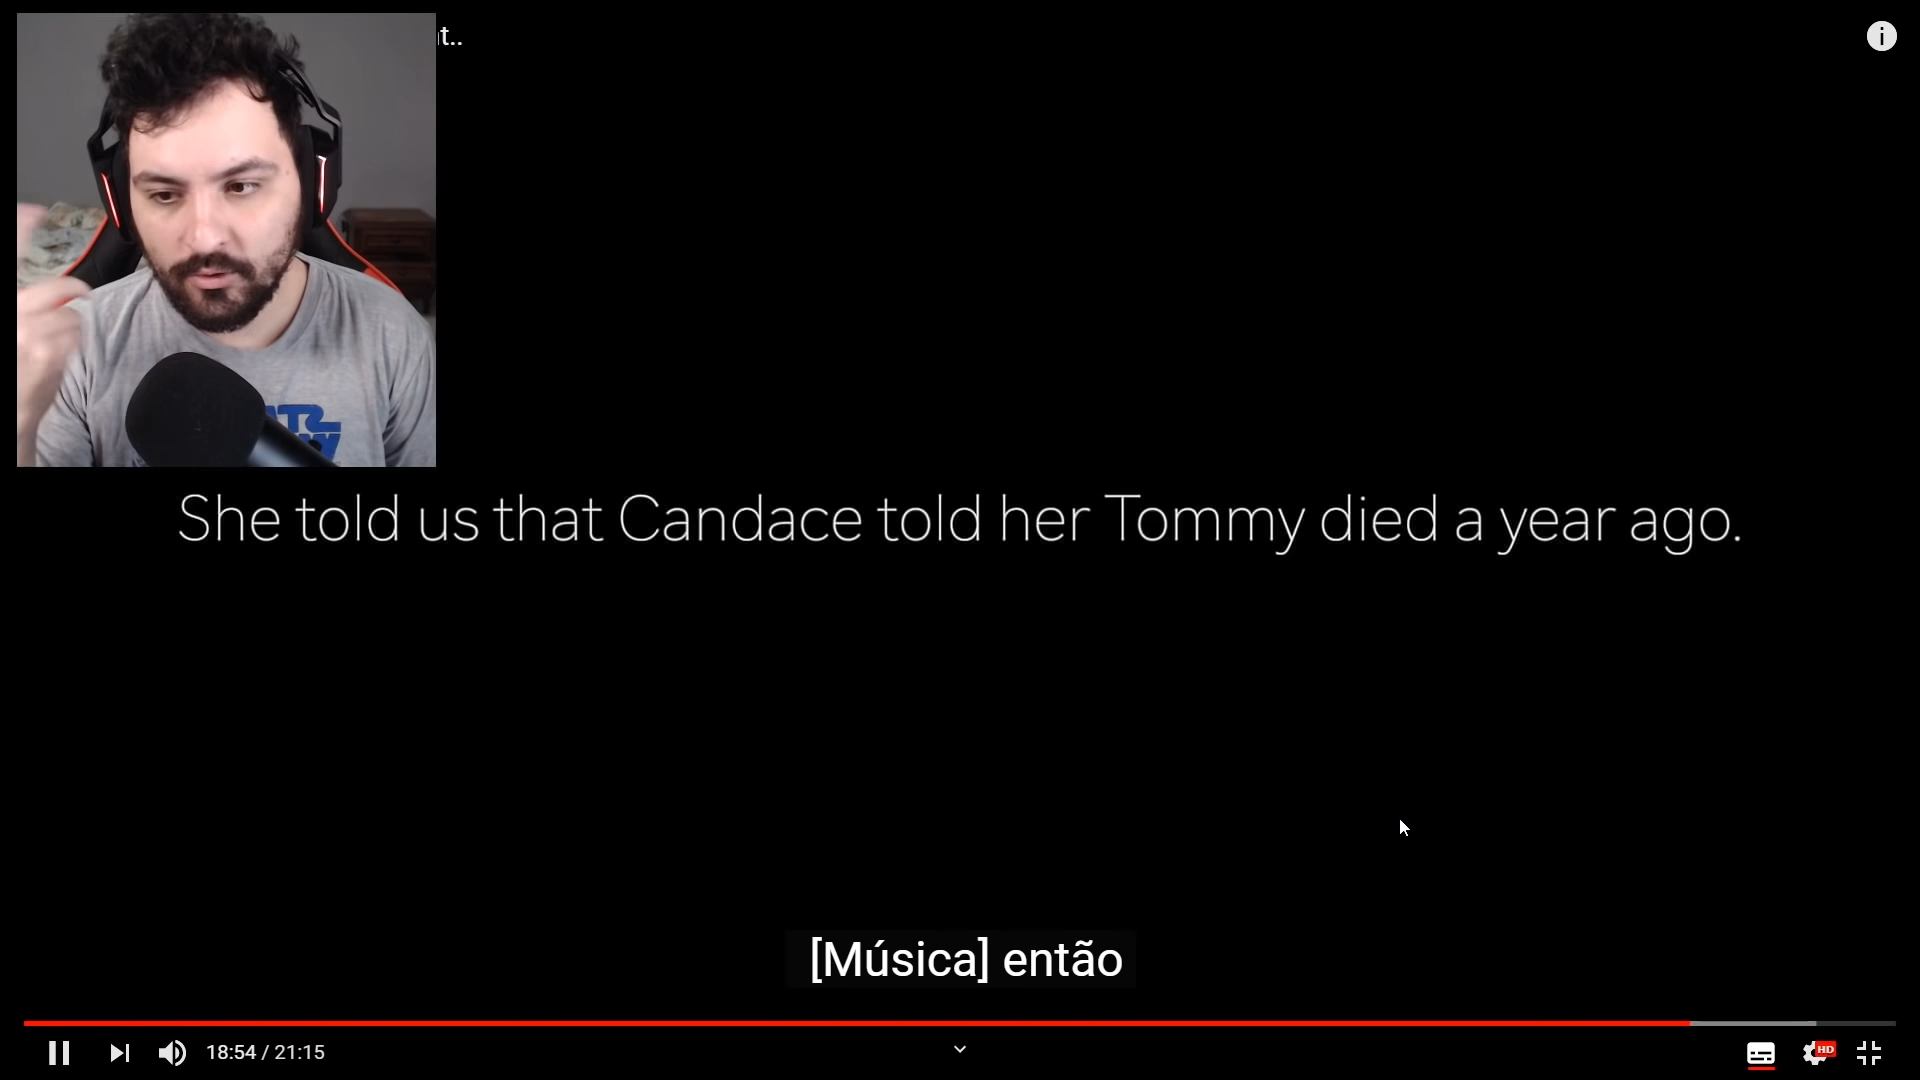 t..
She told us that Candace told her Tommy died a year ago.
[Música] então
18:54 / 21:15
HD